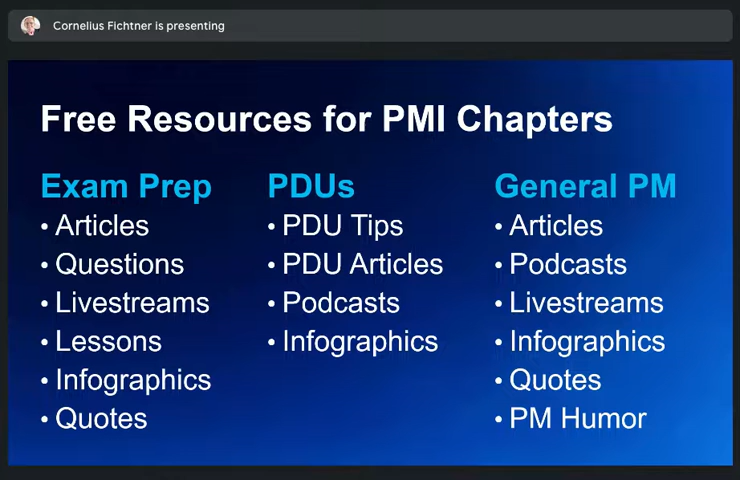 Cornelius Fichtner is presenting
Free Resources for PMI Chapters
Exam Prep
• Articles
• Questions
• Livestreams
• Lessons
• Infographics
• Quotes
PDUs
• PDU Tips
• PDU Articles
• Podcasts
• Infographics
General PM
• Articles
• Podcasts
• Livestreams
• Infographics
• Quotes
• PM Humor